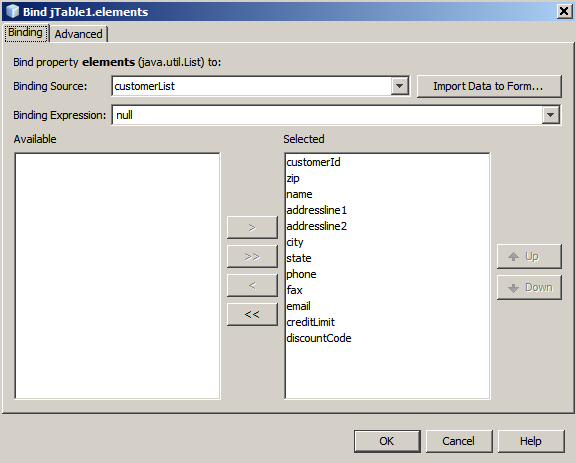 Bind jTable1.elements
Binding
Advanced
Bind property elements (java.util.List) to:
Binding Source:
customerList
Import Data to Form...
Binding Expression:
null
Available
Selected
customerId
zip
name
addressline1
addressline2
city
state
phone
fax
email
creditLimit
discountCode
>
>>
<
<<
Up
Down
OK
Cancel
Help